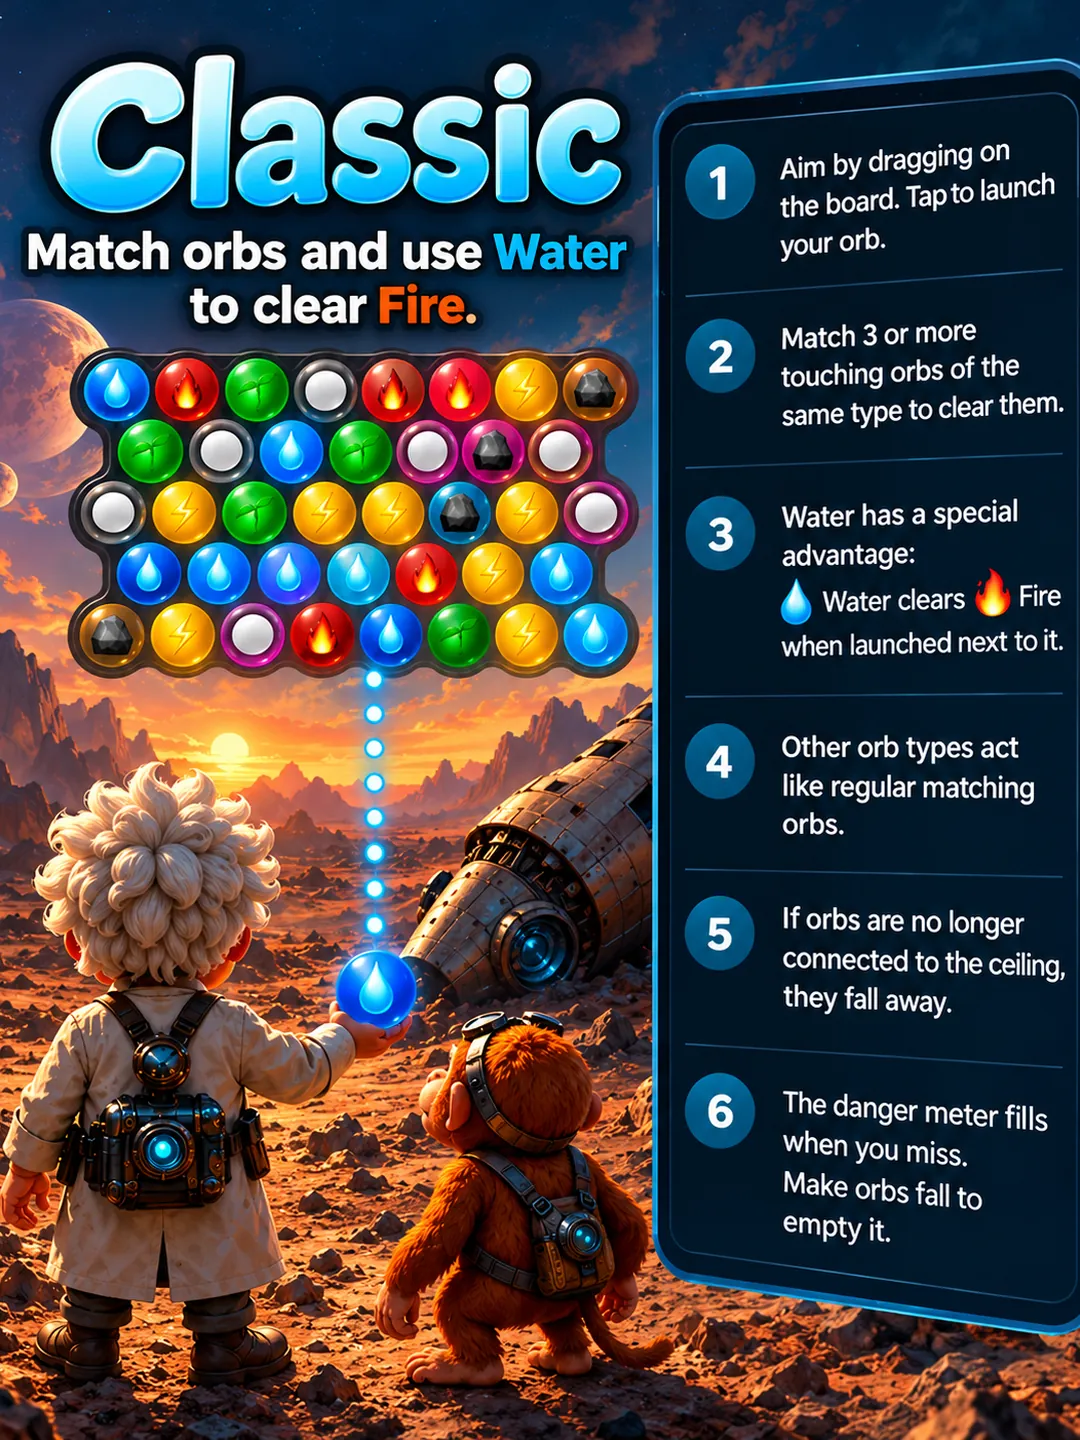 Classic
Match orbs and use Water
to clear Fire.
1
Aim by dragging on
the board. Tap to launch
your orb.
2
Match 3 or more
touching orbs of the
same type to clear them.
3
Water has a special
advantage:
Water clears Fire
when launched next to it.
4
Other orb types act
like regular matching
orbs.
5
If orbs are no longer
connected to the ceiling,
they fall away.
6
The danger meter fills
when you miss.
Make orbs fall to
empty it.